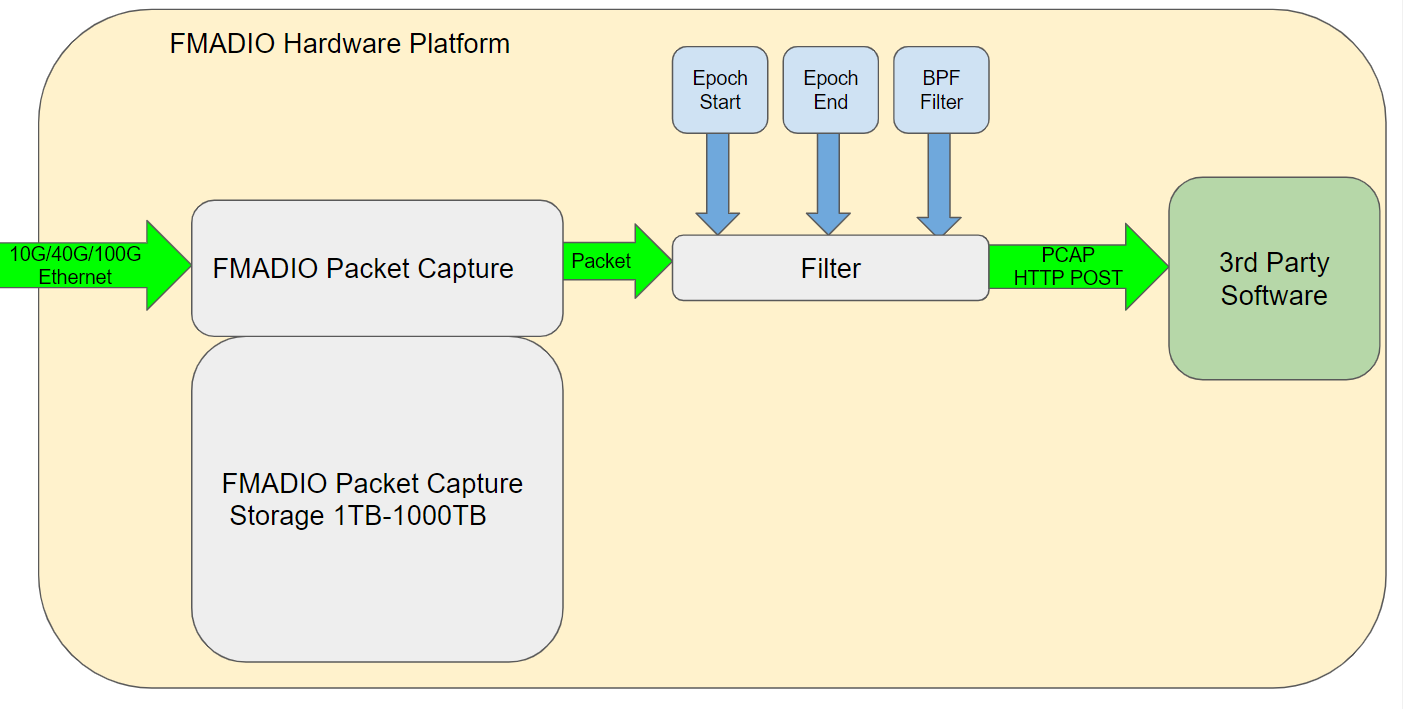 FMADIO Hardware Platform
Epoch
Start
Epoch
End
BPF
Filter
10G/40G/100G
Ethernet
FMADIO Packet Capture
Packet
Filter
PCAP
HTTP POST
3rd Party
Software
FMADIO Packet Capture
Storage 1TB-1000TB